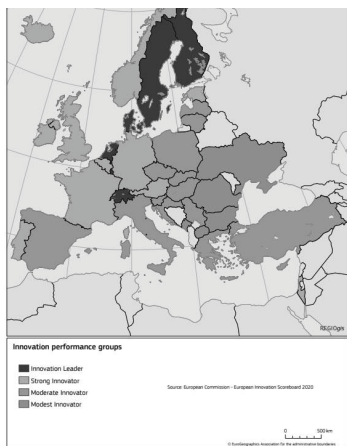 REGIOgis
Innovation performance groups
Innovation Leader
Strong Innovator
Moderate Innovator
Modest Innovator
Source: European Commission - European Innovation Scoreboard 2020
0 500 km
© EuroGeographics Association for the administrative boundaries